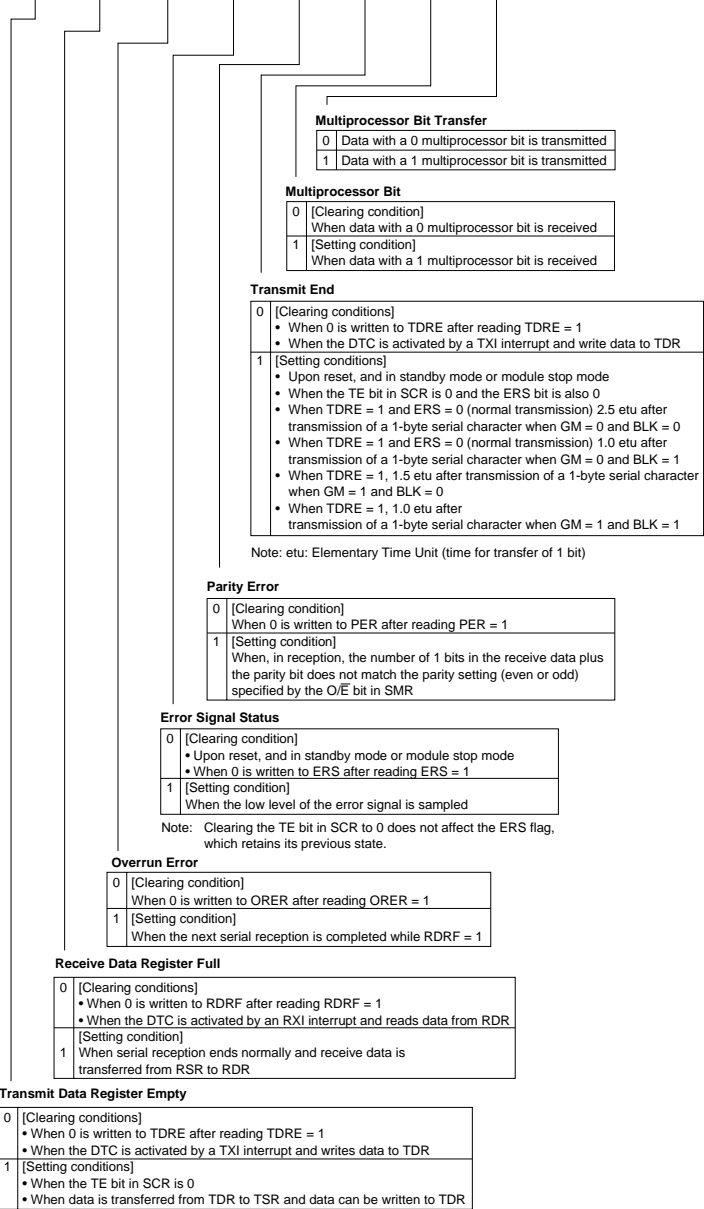 Multiprocessor Bit Transfer
0 Data with a 0 multiprocessor bit is transmitted
1 Data with a 1 multiprocessor bit is transmitted
Multiprocessor Bit
0 [Clearing condition]
When data with a 0 multiprocessor bit is received
1 [Setting condition]
When data with a 1 multiprocessor bit is received
Transmit End
0 [Clearing conditions]
• When 0 is written to TDRE after reading TDRE = 1
• When the DTC is activated by a TXI interrupt and write data to TDR
1 [Setting conditions]
• Upon reset, and in standby mode or module stop mode
• When the TE bit in SCR is 0 and the ERS bit is also 0
• When TDRE = 1 and ERS = 0 (normal transmission) 2.5 etu after
transmission of a 1-byte serial character when GM = 0 and BLK = 0
• When TDRE = 1 and ERS = 0 (normal transmission) 1.0 etu after
transmission of a 1-byte serial character when GM = 0 and BLK = 1
• When TDRE = 1, 1.5 etu after transmission of a 1-byte serial character
when GM = 1 and BLK = 0
• When TDRE = 1, 1.0 etu after
transmission of a 1-byte serial character when GM = 1 and BLK = 1
Note: etu: Elementary Time Unit (time for transfer of 1 bit)
Parity Error
0 [Clearing condition]
When 0 is written to PER after reading PER = 1
1 [Setting condition]
When, in reception, the number of 1 bits in the receive data plus
the parity bit does not match the parity setting (even or odd)
specified by the O/E̅ bit in SMR
Error Signal Status
0 [Clearing condition]
• Upon reset, and in standby mode or module stop mode
• When 0 is written to ERS after reading ERS = 1
1 [Setting condition]
When the low level of the error signal is sampled
Note: Clearing the TE bit in SCR to 0 does not affect the ERS flag,
which retains its previous state.
Overrun Error
0 [Clearing condition]
When 0 is written to ORER after reading ORER = 1
1 [Setting condition]
When the next serial reception is completed while RDRF = 1
Receive Data Register Full
0 [Clearing conditions]
• When 0 is written to RDRF after reading RDRF = 1
• When the DTC is activated by an RXI interrupt and reads data from RDR
[Setting condition]
1 When serial reception ends normally and receive data is
transferred from RSR to RDR
Transmit Data Register Empty
0 [Clearing conditions]
• When 0 is written to TDRE after reading TDRE = 1
• When the DTC is activated by a TXI interrupt and writes data to TDR
1 [Setting conditions]
• When the TE bit in SCR is 0
• When data is transferred from TDR to TSR and data can be written to TDR